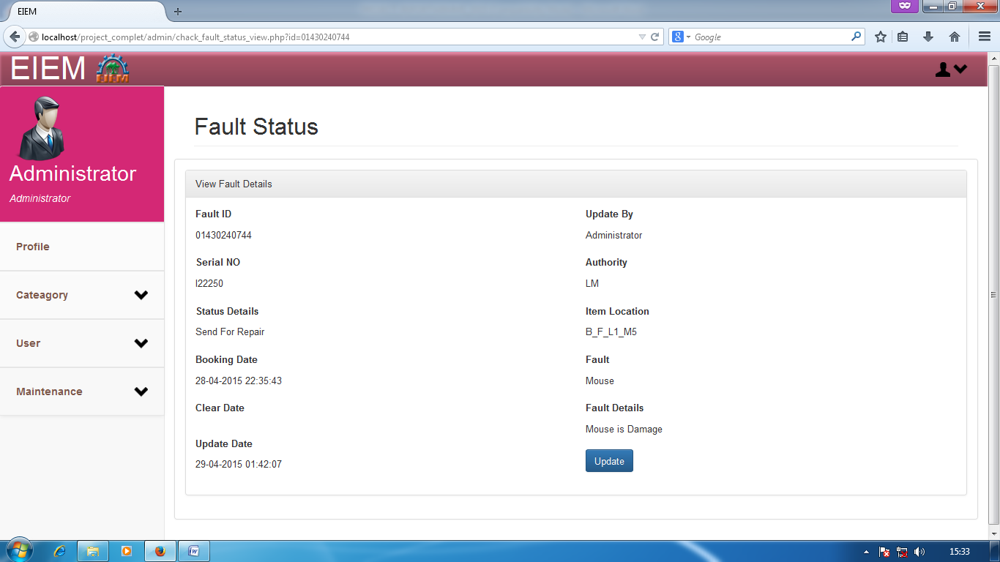 EIEM
localhost/project_complet/admin/chack_fault_status_view.php?id=01430240744
Google
EIEM
EIEM
Administrator
Administrator
Profile
Cateagory
User
Maintenance
Fault Status
View Fault Details
Fault ID
01430240744
Serial NO
I22250
Status Details
Send For Repair
Booking Date
28-04-2015 22:35:43
Clear Date
Update Date
29-04-2015 01:42:07
Update By
Administrator
Authority
LM
Item Location
B_F_L1_M5
Fault
Mouse
Fault Details
Mouse is Damage
Update
15:33